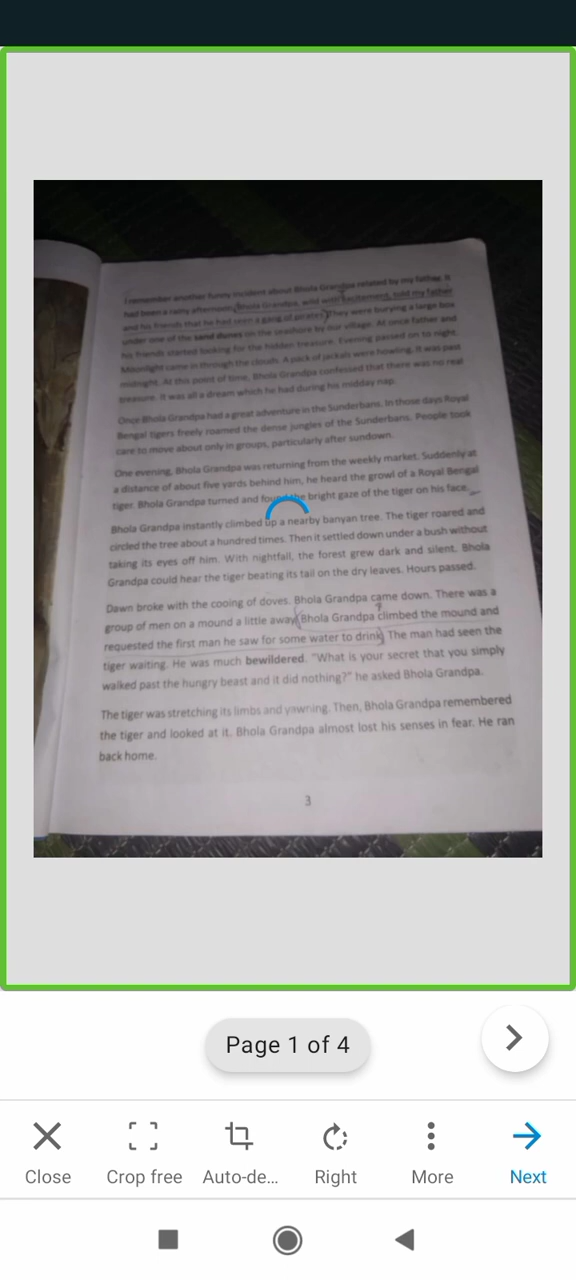 I remember another funny incident about Bhola Grandpa related by my father. It
had been a rainy afternoon. Bhola Grandpa, wild with excitement, told my father
and his friends that he had seen a gang of pirates. They were burying a large box
under one of the sand dunes on the seashore by our village. At once father and
his friends started looking for the hidden treasure. Evening passed on to night.
Moonlight came in through the clouds. A pack of jackals were howling. It was past
midnight. At this point of time, Bhola Grandpa confessed that there was no real
treasure. It was all a dream which he had during his midday nap.
Once Bhola Grandpa had a great adventure in the Sunderbans. In those days Royal
Bengal tigers freely roamed the dense jungles of the Sunderbans. People took
care to move about only in groups, particularly after sundown.
One evening, Bhola Grandpa was returning from the weekly market. Suddenly at
a distance of about five yards behind him, he heard the growl of a Royal Bengal
tiger. Bhola Grandpa turned and found the bright gaze of the tiger on his face.
Bhola Grandpa instantly climbed up a nearby banyan tree. The tiger roared and
circled the tree about a hundred times. Then it settled down under a bush without
taking its eyes off him. With nightfall, the forest grew dark and silent. Bhola
Grandpa could hear the tiger beating its tail on the dry leaves. Hours passed.
Dawn broke with the cooing of doves. Bhola Grandpa came down. There was a
group of men on a mound a little away. Bhola Grandpa climbed the mound and
requested the first man he saw for some water to drink. The man had seen the
tiger waiting. He was much bewildered. "What is your secret that you simply
walked past the hungry beast and it did nothing?" he asked Bhola Grandpa.
The tiger was stretching its limbs and yawning. Then, Bhola Grandpa remembered
the tiger and looked at it. Bhola Grandpa almost lost his senses in fear. He ran
back home.
3
Page 1 of 4
Close
Crop free
Auto-de...
Right
More
Next